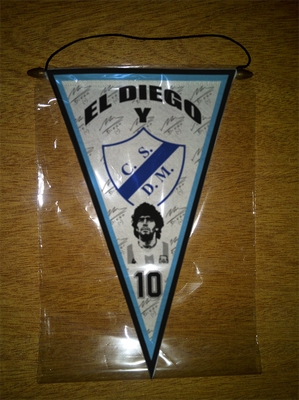 EL DIEGO
Y
C. S.
D. M.
10